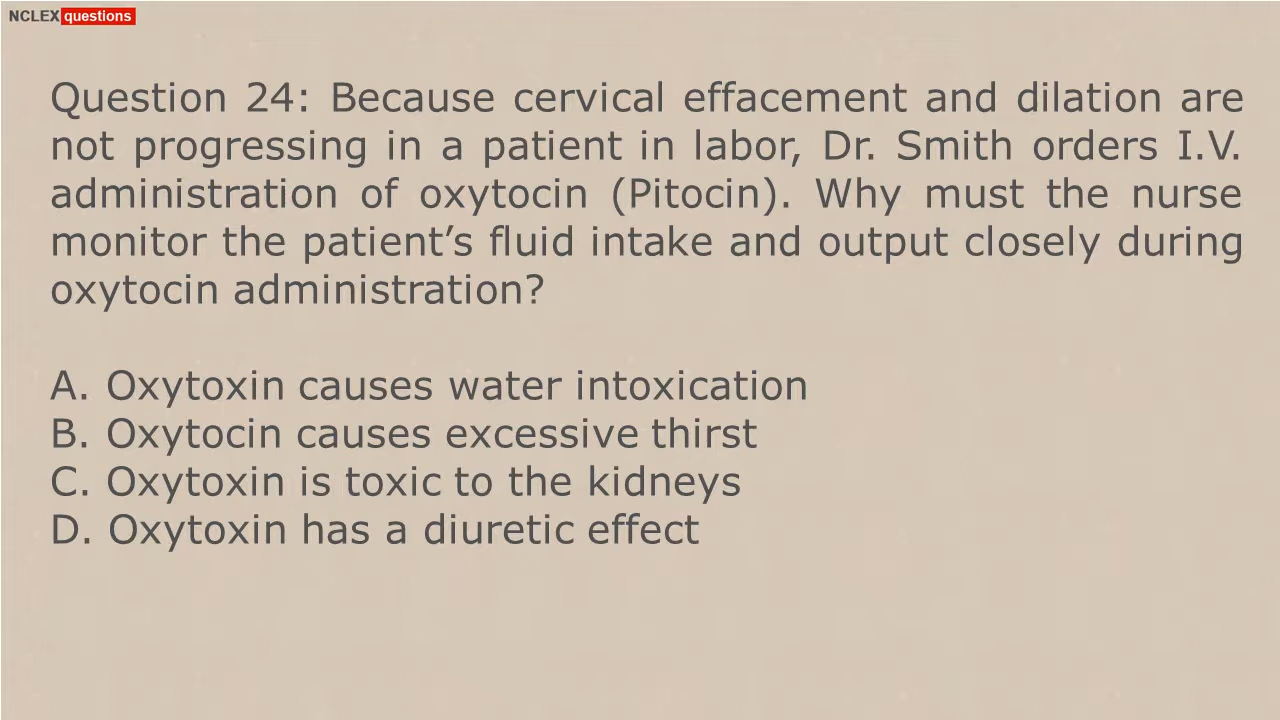 NCLEX questions
Question 24: Because cervical effacement and dilation are
not progressing in a patient in labor, Dr. Smith orders I.V.
administration of oxytocin (Pitocin). Why must the nurse
monitor the patient’s fluid intake and output closely during
oxytocin administration?
A. Oxytoxin causes water intoxication
B. Oxytocin causes excessive thirst
C. Oxytoxin is toxic to the kidneys
D. Oxytoxin has a diuretic effect